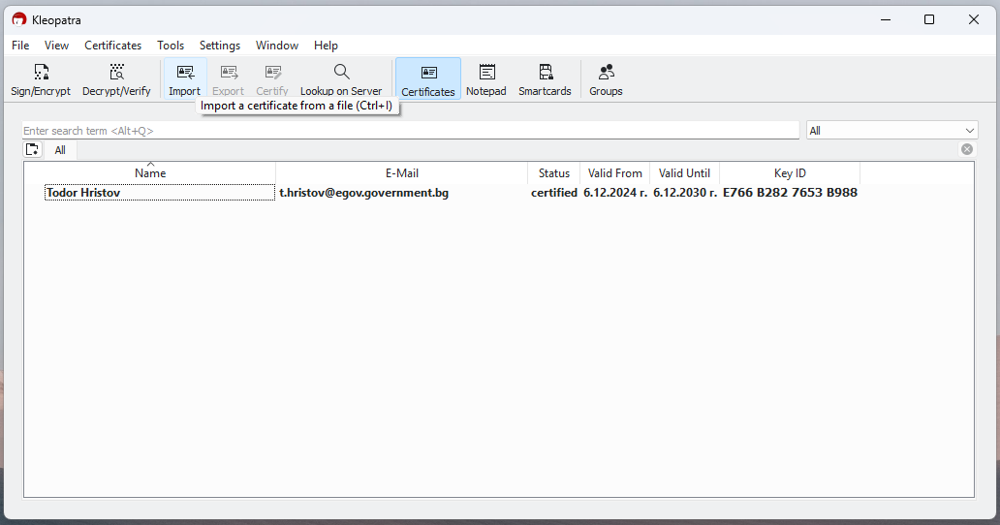 Kleopatra
File View Certificates Tools Settings Window Help
Sign/Encrypt Decrypt/Verify Import Export Certify Lookup on Server Certificates Notepad Smartcards Groups
Import a certificate from a file (Ctrl+I)
Enter search term <Alt+Q> All
All
Name E-Mail Status Valid From Valid Until Key ID
Todor Hristov t.hristov@egov.government.bg certified 6.12.2024 г. 6.12.2030 г. E766 B282 7653 B988